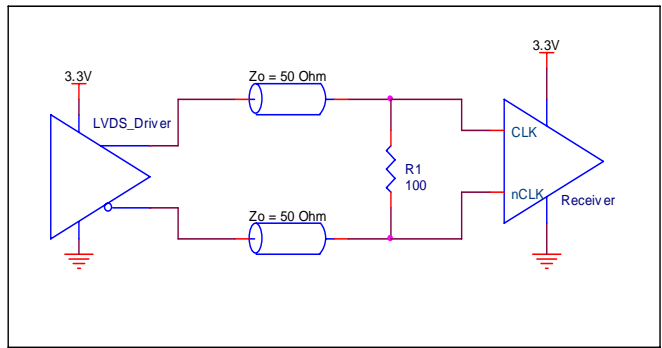 3.3V
LVDS_Driver
Zo = 50 Ohm
3.3V
CLK
R1
100
nCLK
Receiver
Zo = 50 Ohm